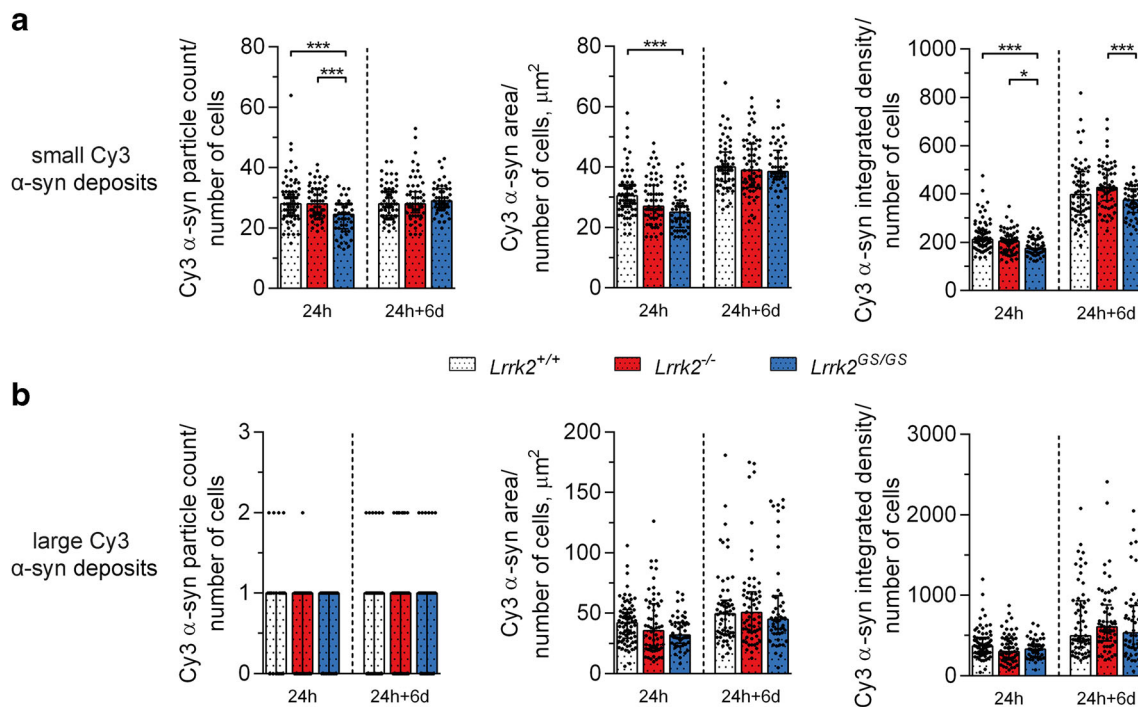 a
small Cy3
α-syn deposits
Cy3 α-syn particle count/
number of cells
80
60
40
20
0
***
***
24h
24h+6d
Cy3 α-syn area/
number of cells, μm²
80
60
40
20
0
***
24h
24h+6d
Cy3 α-syn integrated density/
number of cells
1000
800
600
400
200
0
***
*
***
24h
24h+6d
Lrrk2+/+
Lrrk2-/-
Lrrk2GS/GS
b
large Cy3
α-syn deposits
Cy3 α-syn particle count/
number of cells
3
2
1
0
24h
24h+6d
Cy3 α-syn area/
number of cells, μm²
200
150
100
50
0
24h
24h+6d
Cy3 α-syn integrated density/
number of cells
3000
2000
1000
500
0
24h
24h+6d